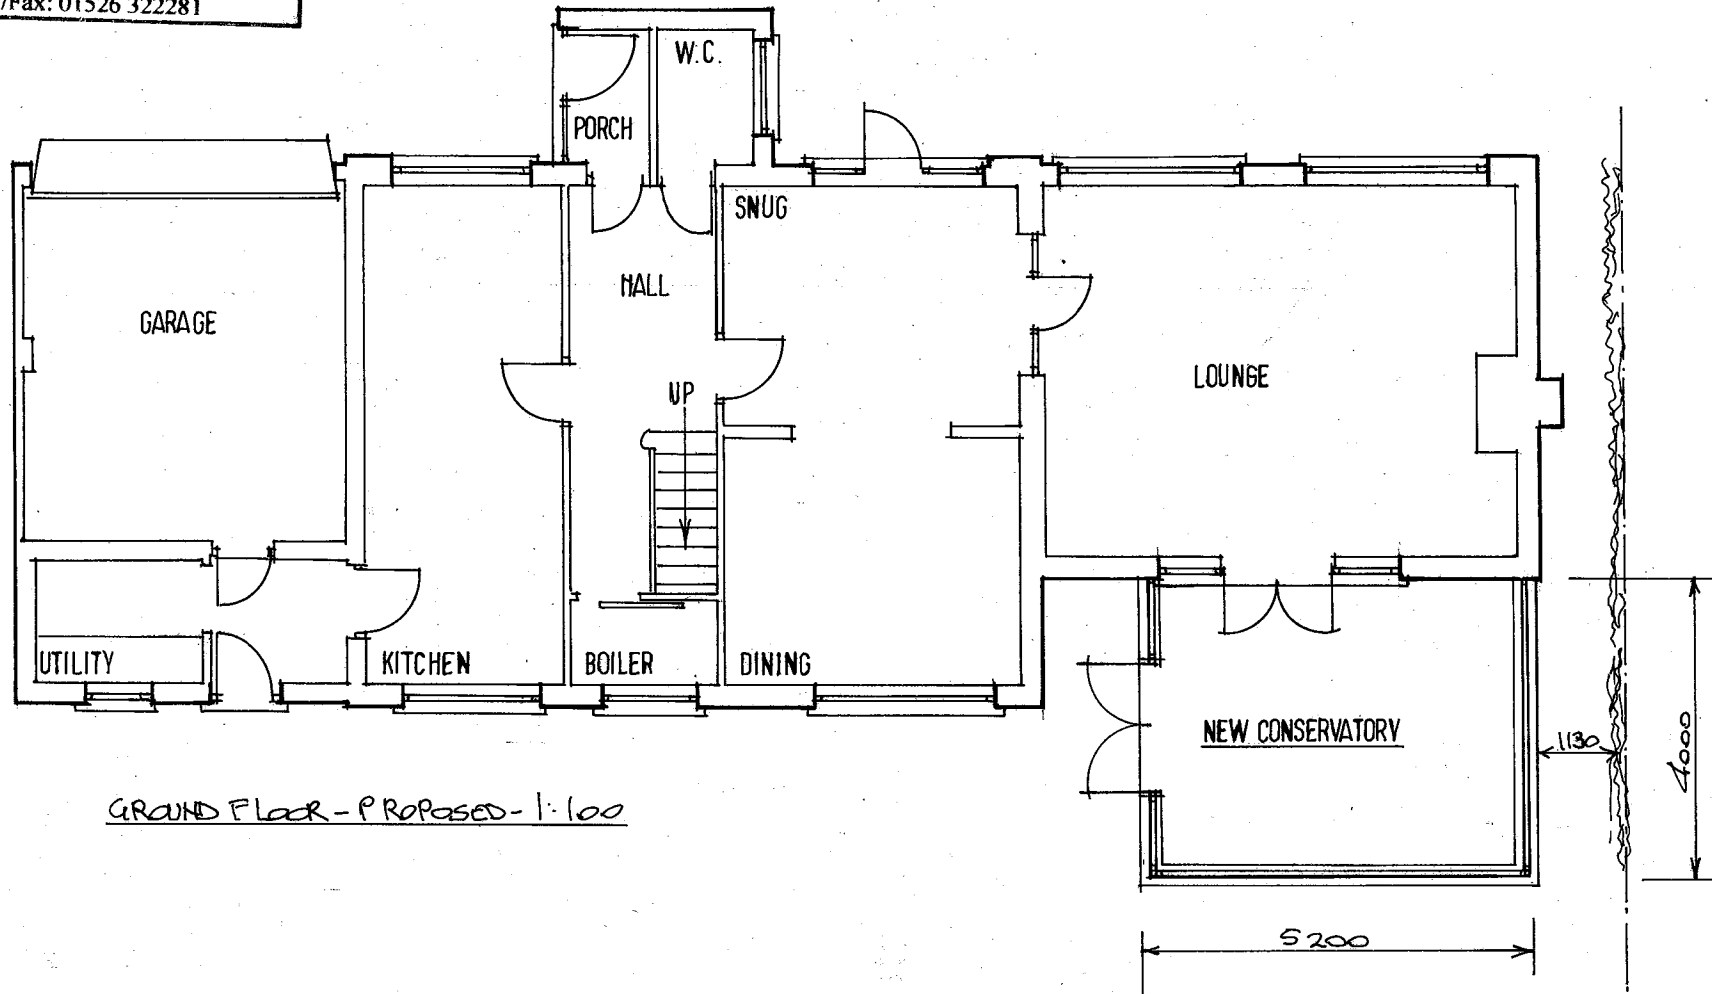 /Fax: 01526 322281
W.C.
PORCH
SNUG
HALL
GARAGE
UP
LOUNGE
UTILITY
KITCHEN
BOILER
DINING
NEW CONSERVATORY
1130
4000
GROUND FLOOR - PROPOSED - 1:100
5200